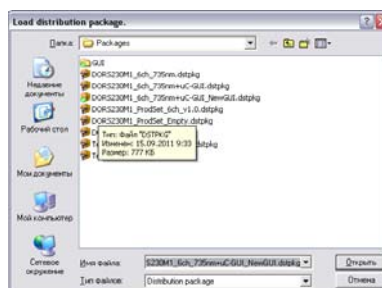 Load distribution package.
Папка:
Packages
GUI
DORS230M1_6ch_735nm.dstpkg
DORS230M1_6ch_735nm+uC-GUI.dstpkg
DORS230M1_6ch_735nm+uC-GUI_NewGUI.dstpkg
DORS230M1_ProdSet_6ch_v1.0.dstpkg
DORS230M1_ProdSet_Empty.dstpkg
Тип: Файл "DSTPKG"
Изменен: 15.09.2011 9:33
Размер: 777 КБ
Недавние документы
Рабочий стол
Мои документы
Мой компьютер
Сетевое окружение
Имя файла:
S230M1_6ch_735nm+uC-GUI_NewGUI.dstpkg
Открыть
Тип файлов:
Distribution package
Отмена